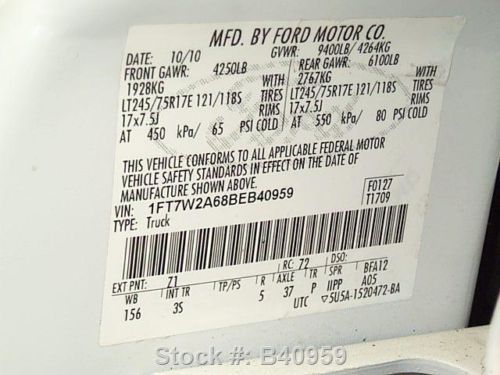 MFD. BY FORD MOTOR CO.
DATE: 10/10 GVWR: 9400LB/ 4264KG
FRONT GAWR: 4250LB REAR GAWR: 6100LB
1928KG WITH 2767KG WITH
LT245/75R17E 121/118S TIRES LT245/75R17E 121/118S TIRES
17x7.5J RIMS 17x7.5J RIMS
AT 450 kPa/ 65 PSI COLD AT 550 kPa/ 80 PSI COLD
THIS VEHICLE CONFORMS TO ALL APPLICABLE FEDERAL MOTOR
VEHICLE SAFETY STANDARDS IN EFFECT ON THE DATE OF
MANUFACTURE SHOWN ABOVE.
VIN: 1FT7W2A68BEB40959 F0127
TYPE: Truck T1709
EXT PNT: Z1 RC: 72 DSO:
WB INT TR TP/PS R AXLE TR SPR BFA12
156 3S 5 37 P IIPP A05
UTC 5U5A-1520472-BA
Stock #: B40959